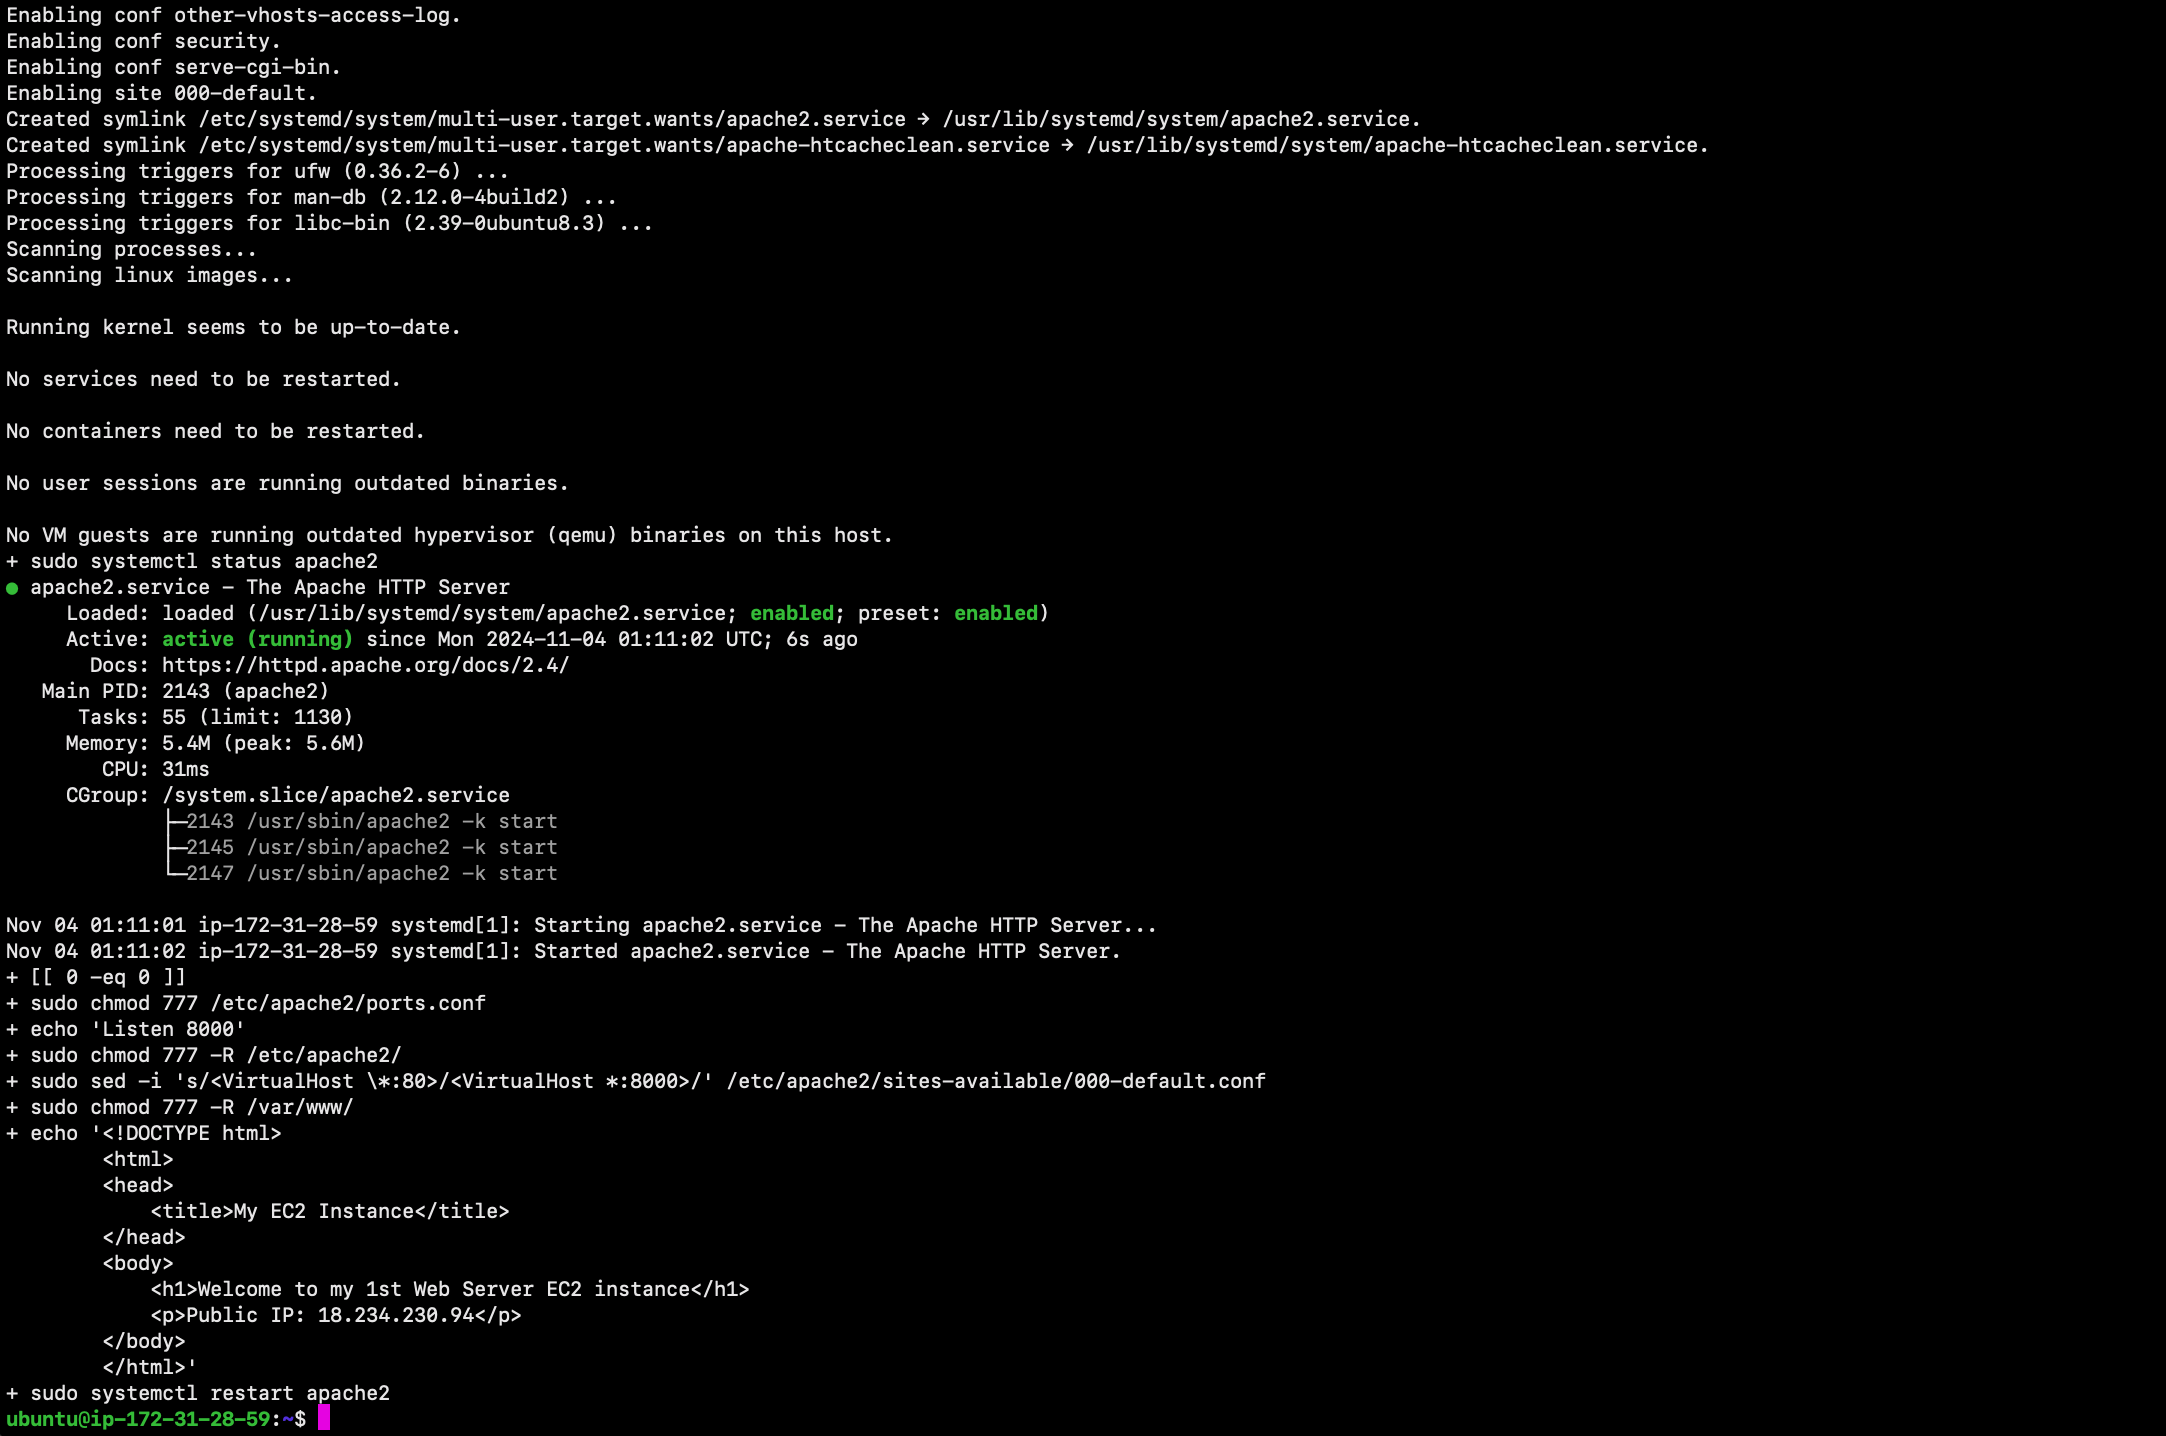 Enabling conf other-vhosts-access-log.
Enabling conf security.
Enabling conf serve-cgi-bin.
Enabling site 000-default.
Created symlink /etc/systemd/system/multi-user.target.wants/apache2.service → /usr/lib/systemd/system/apache2.service.
Created symlink /etc/systemd/system/multi-user.target.wants/apache-htcacheclean.service → /usr/lib/systemd/system/apache-htcacheclean.service.
Processing triggers for ufw (0.36.2-6) ...
Processing triggers for man-db (2.12.0-4build2) ...
Processing triggers for libc-bin (2.39-0ubuntu8.3) ...
Scanning processes...
Scanning linux images...

Running kernel seems to be up-to-date.

No services need to be restarted.

No containers need to be restarted.

No user sessions are running outdated binaries.

No VM guests are running outdated hypervisor (qemu) binaries on this host.
+ sudo systemctl status apache2
● apache2.service - The Apache HTTP Server
     Loaded: loaded (/usr/lib/systemd/system/apache2.service; enabled; preset: enabled)
     Active: active (running) since Mon 2024-11-04 01:11:02 UTC; 6s ago
       Docs: https://httpd.apache.org/docs/2.4/
   Main PID: 2143 (apache2)
      Tasks: 55 (limit: 1130)
     Memory: 5.4M (peak: 5.6M)
        CPU: 31ms
     CGroup: /system.slice/apache2.service
             ├─2143 /usr/sbin/apache2 -k start
             ├─2145 /usr/sbin/apache2 -k start
             └─2147 /usr/sbin/apache2 -k start

Nov 04 01:11:01 ip-172-31-28-59 systemd[1]: Starting apache2.service - The Apache HTTP Server...
Nov 04 01:11:02 ip-172-31-28-59 systemd[1]: Started apache2.service - The Apache HTTP Server.
+ [[ 0 -eq 0 ]]
+ sudo chmod 777 /etc/apache2/ports.conf
+ echo 'Listen 8000'
+ sudo chmod 777 -R /etc/apache2/
+ sudo sed -i 's/<VirtualHost \*:80>/<VirtualHost *:8000>/' /etc/apache2/sites-available/000-default.conf
+ sudo chmod 777 -R /var/www/
+ echo '<!DOCTYPE html>
        <html>
        <head>
            <title>My EC2 Instance</title>
        </head>
        <body>
            <h1>Welcome to my 1st Web Server EC2 instance</h1>
            <p>Public IP: 18.234.230.94</p>
        </body>
        </html>'
+ sudo systemctl restart apache2
ubuntu@ip-172-31-28-59:~$